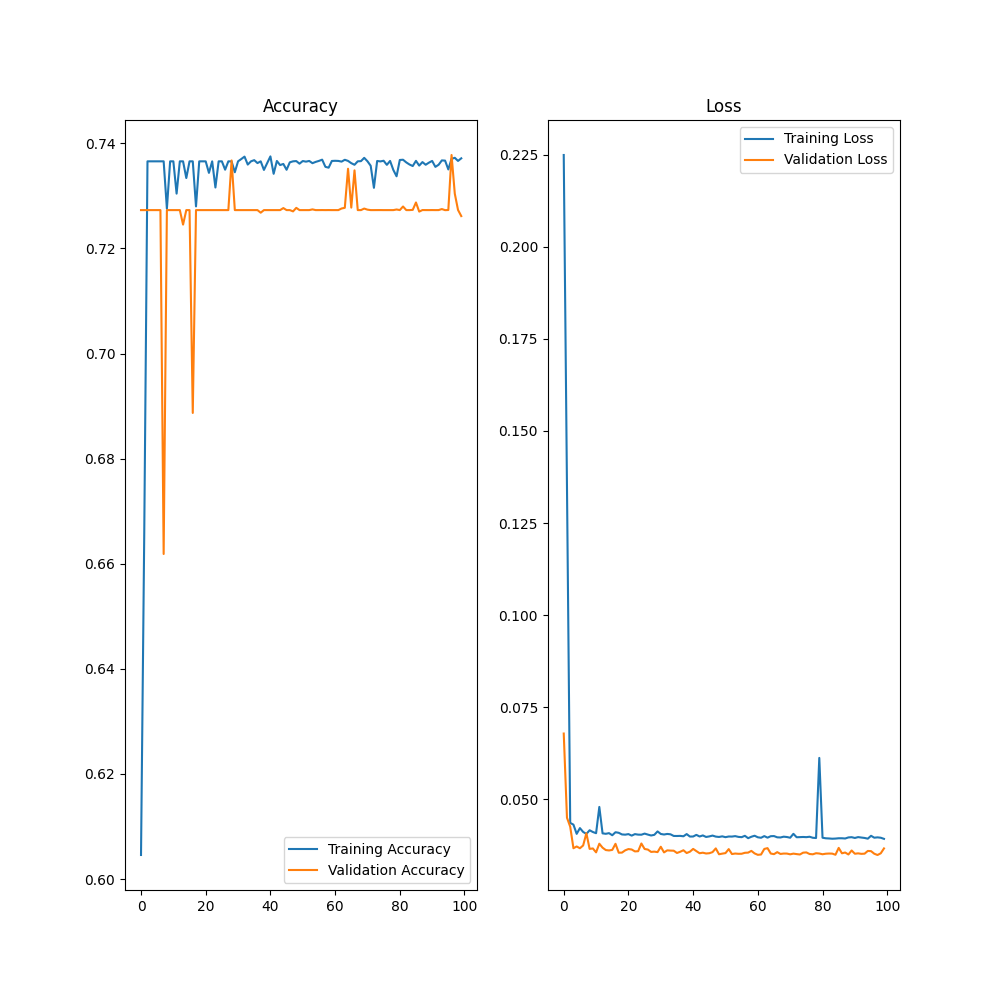 Accuracy
0.74
0.72
0.70
0.68
0.66
0.64
0.62
0.60
0 20 40 60 80 100
Training Accuracy
Validation Accuracy
Loss
0.225
0.200
0.175
0.150
0.125
0.100
0.075
0.050
0 20 40 60 80 100
Training Loss
Validation Loss